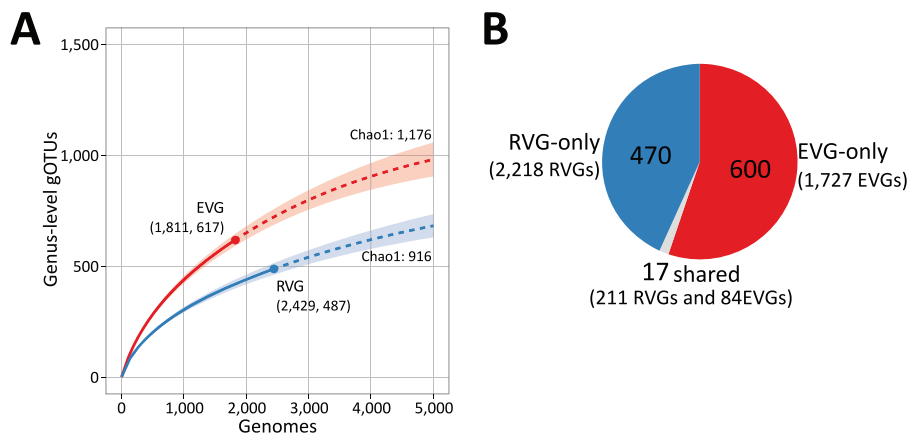 A
1,500
1,000
500
0
Genus-level gOTUs
Chao1: 1,176
EVG
(1,811, 617)
Chao1: 916
RVG
(2,429, 487)
0
1,000
2,000
3,000
4,000
5,000
Genomes
B
RVG-only
(2,218 RVGs)
470
600
EVG-only
(1,727 EVGs)
17 shared
(211 RVGs and 84EVGs)